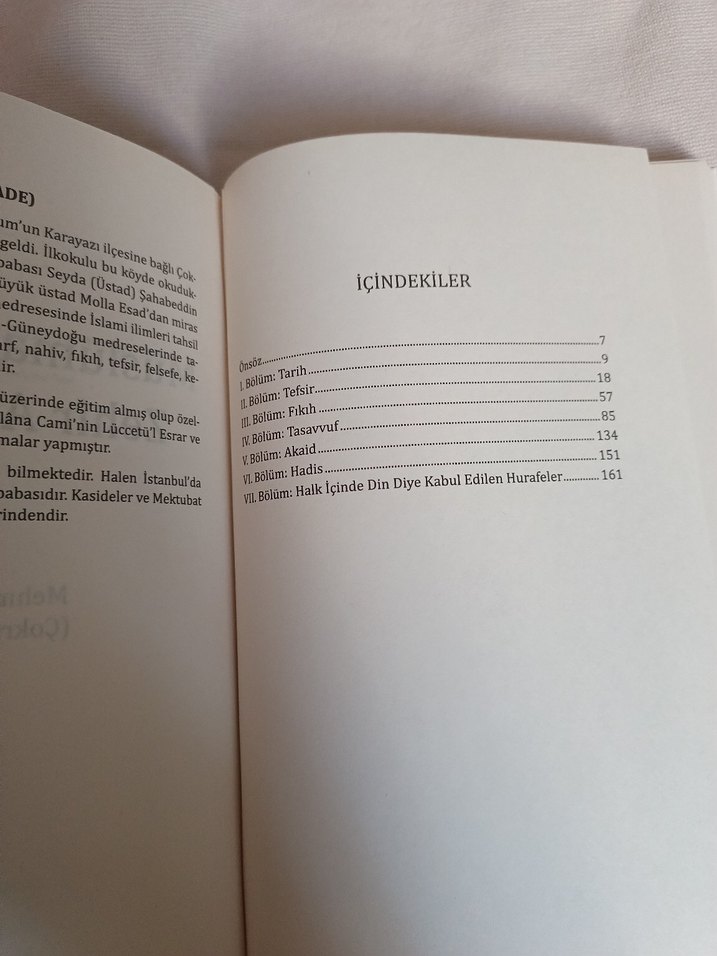 ADE)
um'un Karayazı ilçesine bağlı Çok-
geldi. İlkokulu bu köyde okuduk-
babası Seyda (Üstad) Şahabeddin
üyük üstad Molla Esad'dan miras
medresesinde İslami ilimleri tahsil
-Güneydoğu medreselerinde ta-
arf, nahiv, fıkıh, tefsir, felsefe, ke-
ir.
üzerinde eğitim almış olup özel-
lâna Cami'nin Lüccetü'l Esrar ve
malar yapmıştır.
bilmektedir. Halen İstanbul'da
babasıdır. Kasideler ve Mektubat
rindendir.
İÇİNDEKİLER
Önsöz....................7
I. Bölüm: Tarih....................9
II. Bölüm: Tefsir....................18
III. Bölüm: Fıkıh....................57
IV. Bölüm: Tasavvuf....................85
V. Bölüm: Akaid....................134
VI. Bölüm: Hadis....................151
VII. Bölüm: Halk İçinde Din Diye Kabul Edilen Hurafeler............. 161